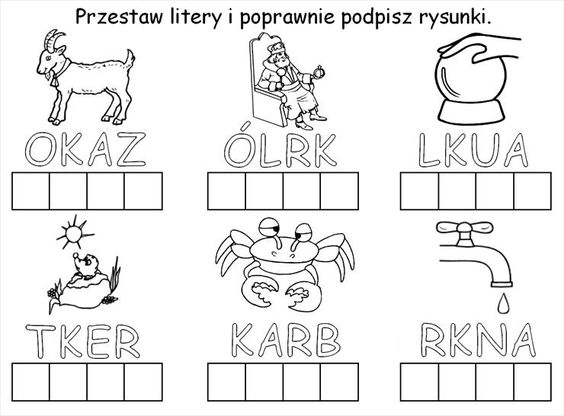 Przestaw litery i poprawnie podpisz rysunki.
OKAZ ÓLRK LKUA
TKER KARB RKNA